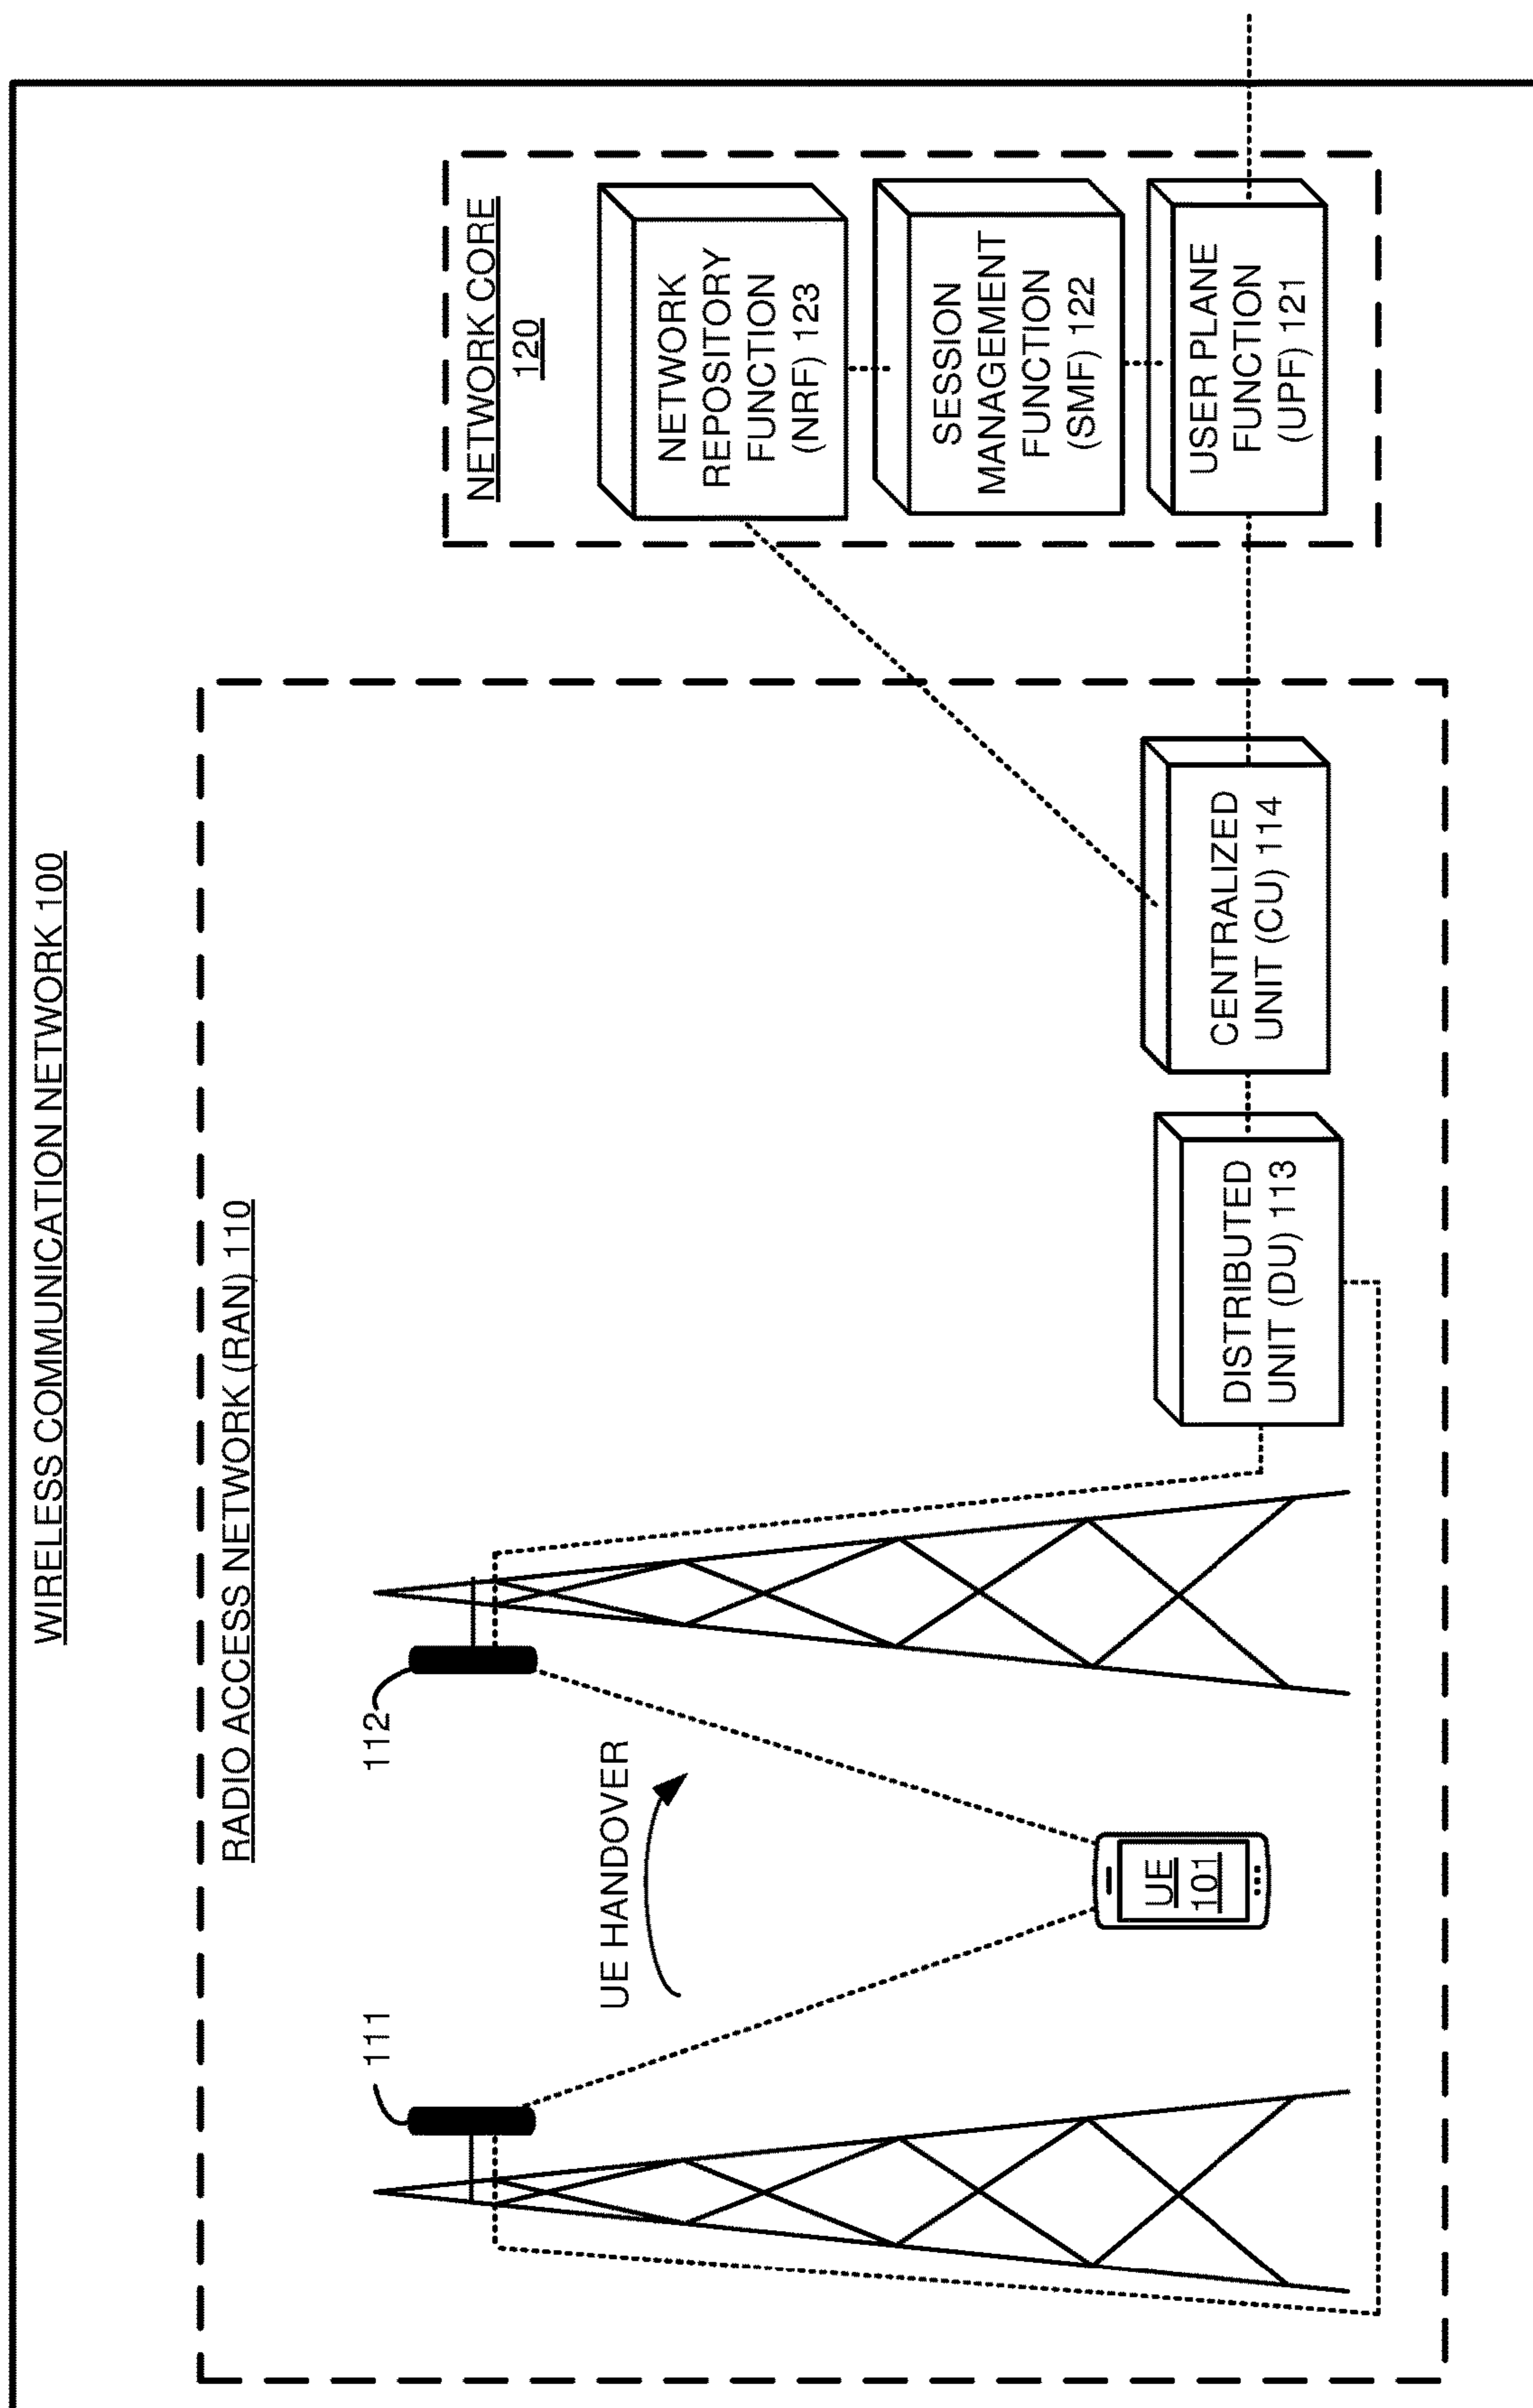 WIRELESS COMMUNICATION NETWORK 100
RADIO ACCESS NETWORK (RAN) 110
111
112
UE HANDOVER
UE
101
DISTRIBUTED
UNIT (DU) 113
CENTRALIZED
UNIT (CU) 114
NETWORK CORE
120
NETWORK
REPOSITORY
FUNCTION
(NRF) 123
SESSION
MANAGEMENT
FUNCTION
(SMF) 122
USER PLANE
FUNCTION
(UPF) 121